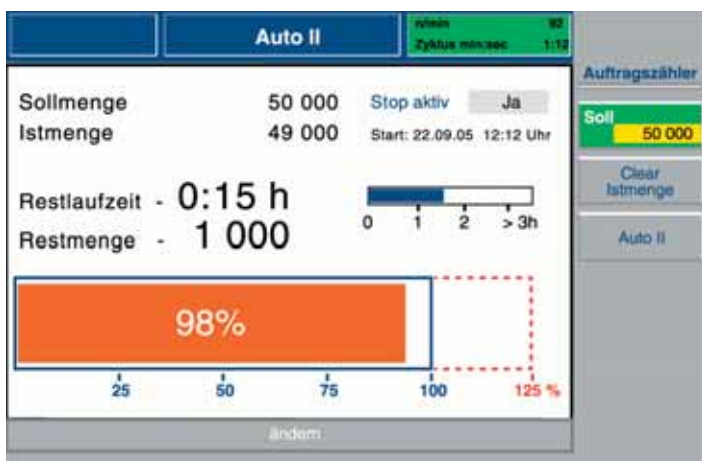 Auto II
n/min 92
Zyklus min:sec 1:12
Auftragszähler
Soll
50 000
Clear
Istmenge
Auto II
Sollmenge 50 000 Stop aktiv Ja
Istmenge 49 000 Start: 22.09.05 12:12 Uhr
Restlaufzeit - 0:15 h
0 1 2 > 3h
Restmenge - 1 000
98%
25 50 75 100 125 %
ändern